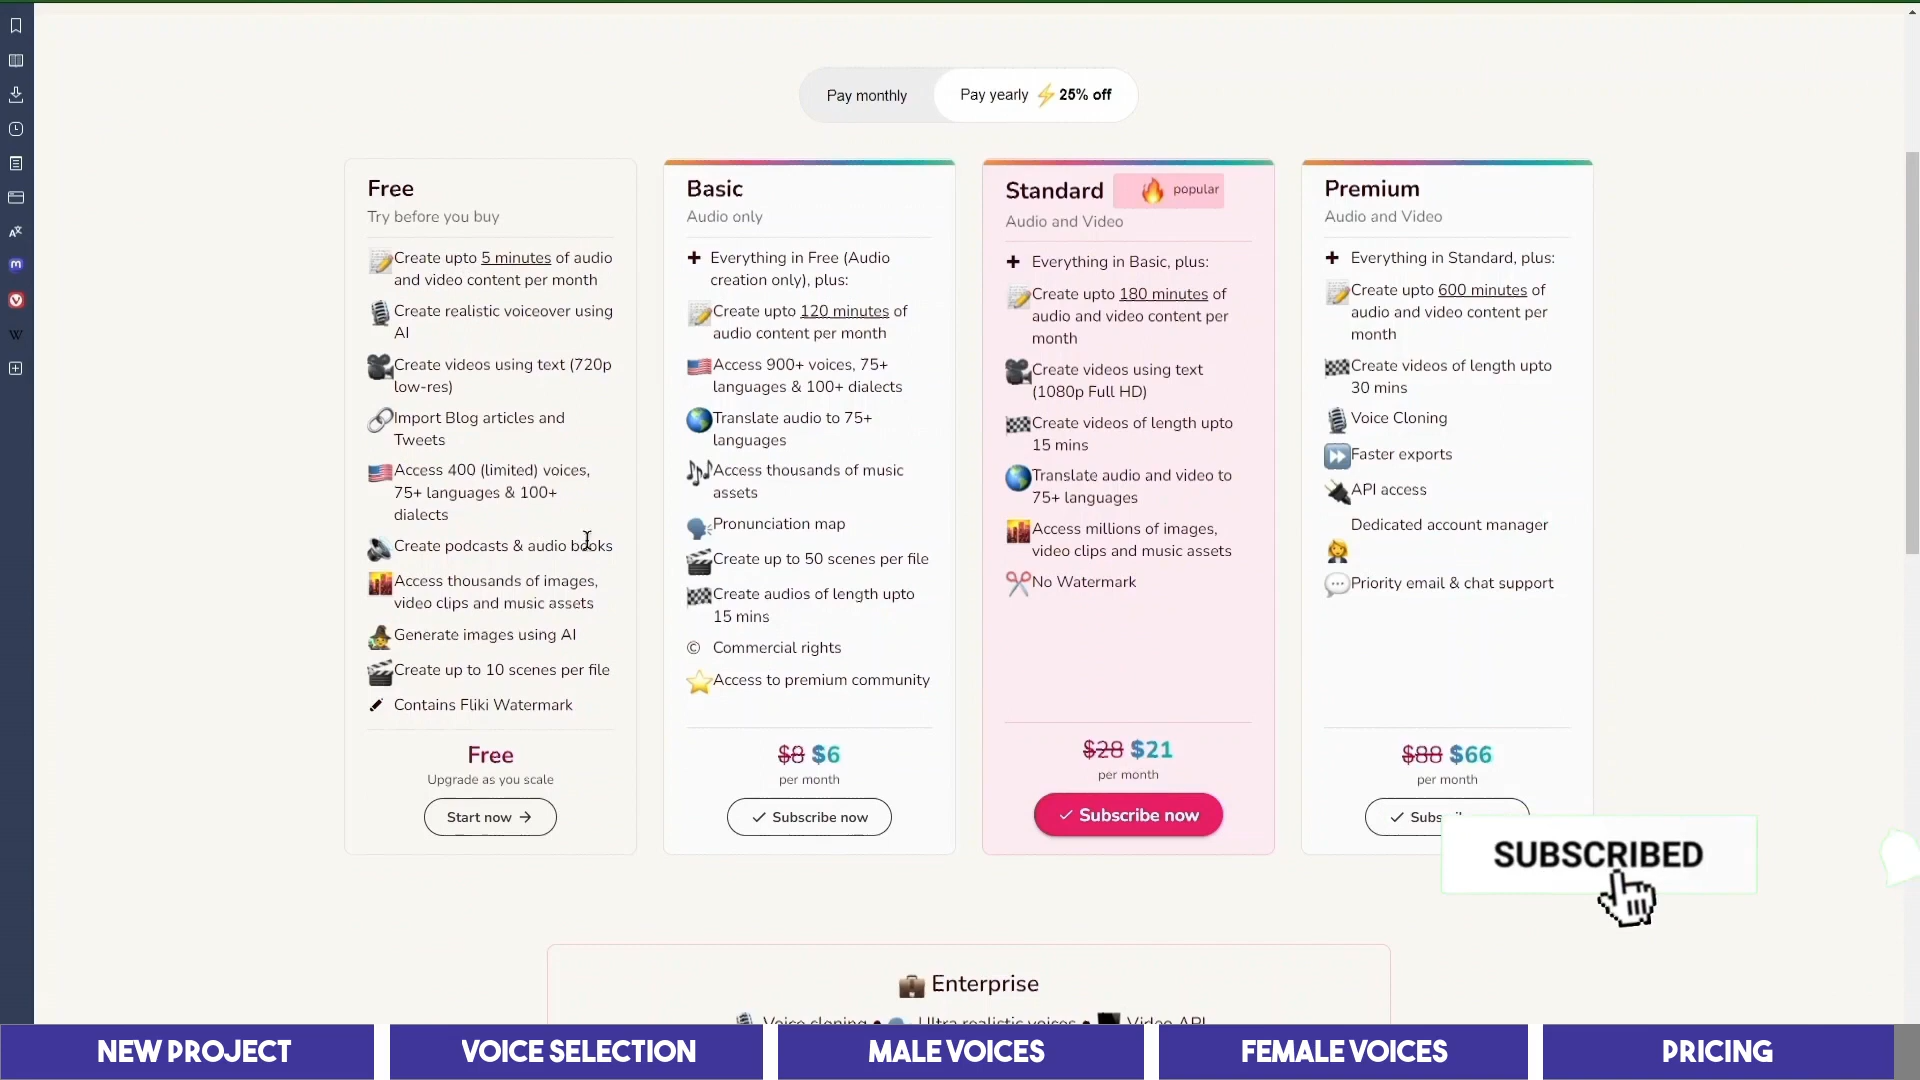 Pay monthly
Pay yearly ⚡ 25% off
Free
Try before you buy
Create upto 5 minutes of audio
and video content per month
Create realistic voiceover using
AI
Create videos using text (720p
low-res)
Import Blog articles and
Tweets
Access 400 (limited) voices,
75+ languages & 100+
dialects
Create podcasts & audio books
Access thousands of images,
video clips and music assets
Generate images using AI
Create up to 10 scenes per file
Contains Fliki Watermark
Free
Upgrade as you scale
Start now →
Basic
Audio only
Everything in Free (Audio
creation only), plus:
Create upto 120 minutes of
audio content per month
Access 900+ voices, 75+
languages & 100+ dialects
Translate audio to 75+
languages
Access thousands of music
assets
Pronunciation map
Create up to 50 scenes per file
Create audios of length upto
15 mins
© Commercial rights
Access to premium community
$8 $6
per month
Subscribe now
Standard
popular
Audio and Video
Everything in Basic, plus:
Create upto 180 minutes of
audio and video content per
month
Create videos using text
(1080p Full HD)
Create videos of length upto
15 mins
Translate audio and video to
75+ languages
Access millions of images,
video clips and music assets
No Watermark
$28 $21
per month
Subscribe now
Premium
Audio and Video
Everything in Standard, plus:
Create upto 600 minutes of
audio and video content per
month
Create videos of length upto
30 mins
Voice Cloning
Faster exports
API access
Dedicated account manager
Priority email & chat support
$88 $66
per month
SUBSCRIBED
Enterprise
Voice cloning • Ultra realistic voices • Video API
NEW PROJECT
VOICE SELECTION
MALE VOICES
FEMALE VOICES
PRICING